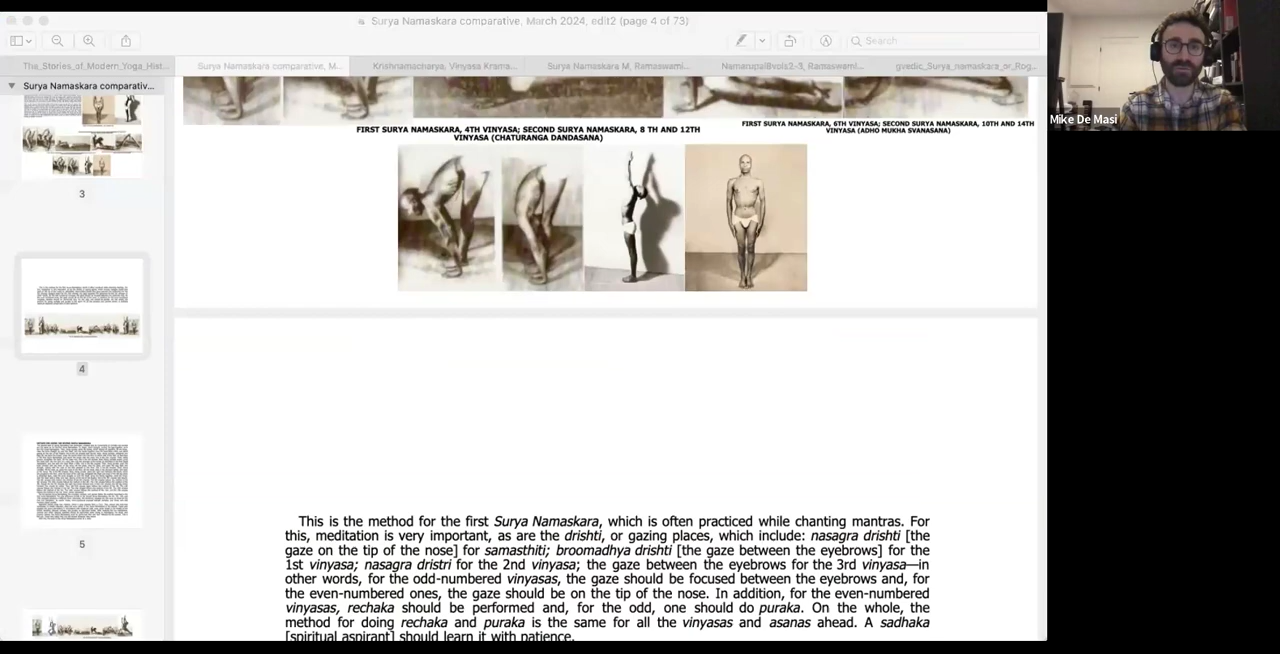 Surya Namaskara comparative, March 2024, edit2 (page 4 of 73)
Search
The_Stories_of_Modern_Yoga_Hist...
Surya Namaskara comparative, M...
Krishnamacharya, Vinyasa Krama...
Surya Namaskara M, Ramaswami...
Namarupa8vols2-3, Ramaswami...
gvedic_Surya_namaskara_or_Rog...
Surya Namaskara comparativ...
3
4
5
FIRST SURYA NAMASKARA, 4TH VINYASA; SECOND SURYA NAMASKARA, 8 TH AND 12TH
VINYASA (CHATURANGA DANDASANA)
FIRST SURYA NAMASKARA, 6TH VINYASA; SECOND SURYA NAMASKARA, 10TH AND 14TH
VINYASA (ADHO MUKHA SVANASANA)
This is the method for the first Surya Namaskara, which is often practiced while chanting mantras. For
this, meditation is very important, as are the drishti, or gazing places, which include: nasagra drishti [the
gaze on the tip of the nose] for samasthiti; broomadhya drishti [the gaze between the eyebrows] for the
1st vinyasa; nasagra dristri for the 2nd vinyasa; the gaze between the eyebrows for the 3rd vinyasa—in
other words, for the odd-numbered vinyasas, the gaze should be focused between the eyebrows and, for
the even-numbered ones, the gaze should be on the tip of the nose. In addition, for the even-numbered
vinyasas, rechaka should be performed and, for the odd, one should do puraka. On the whole, the
method for doing rechaka and puraka is the same for all the vinyasas and asanas ahead. A sadhaka
[spiritual aspirant] should learn it with patience.
Mike De Masi